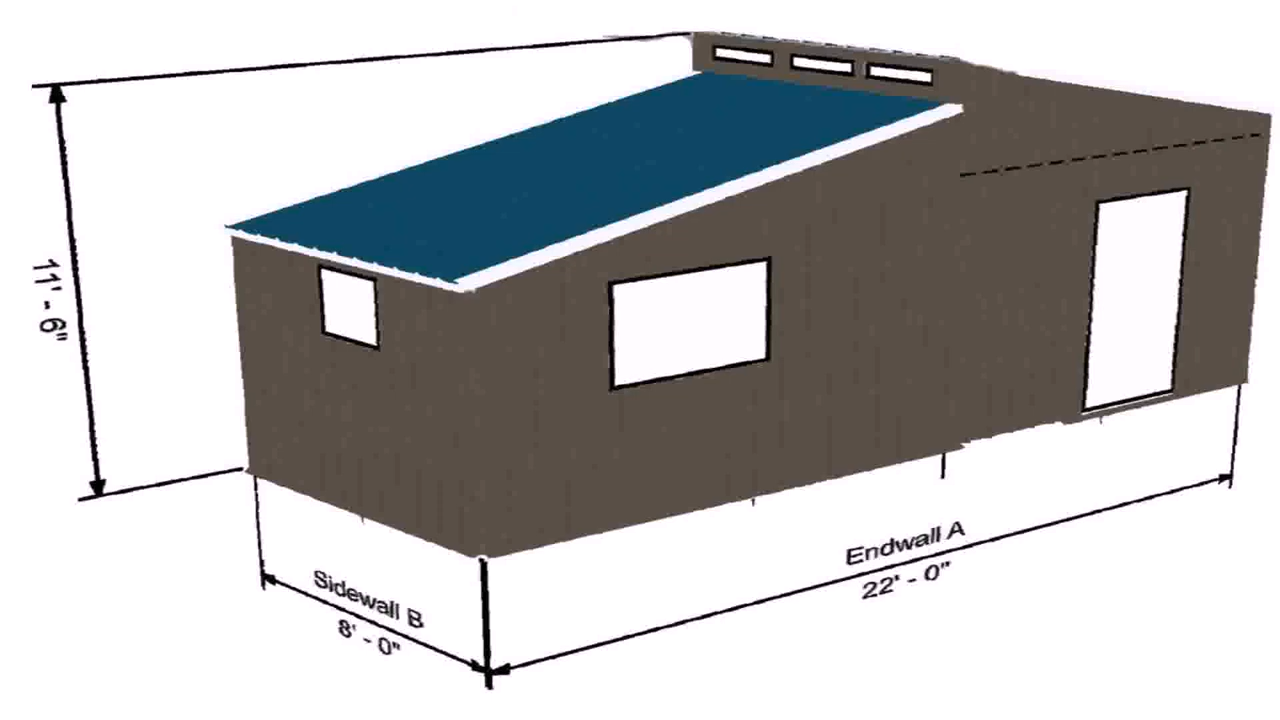 11' - 6"
Sidewall B
8' - 0"
Endwall A
22' - 0"